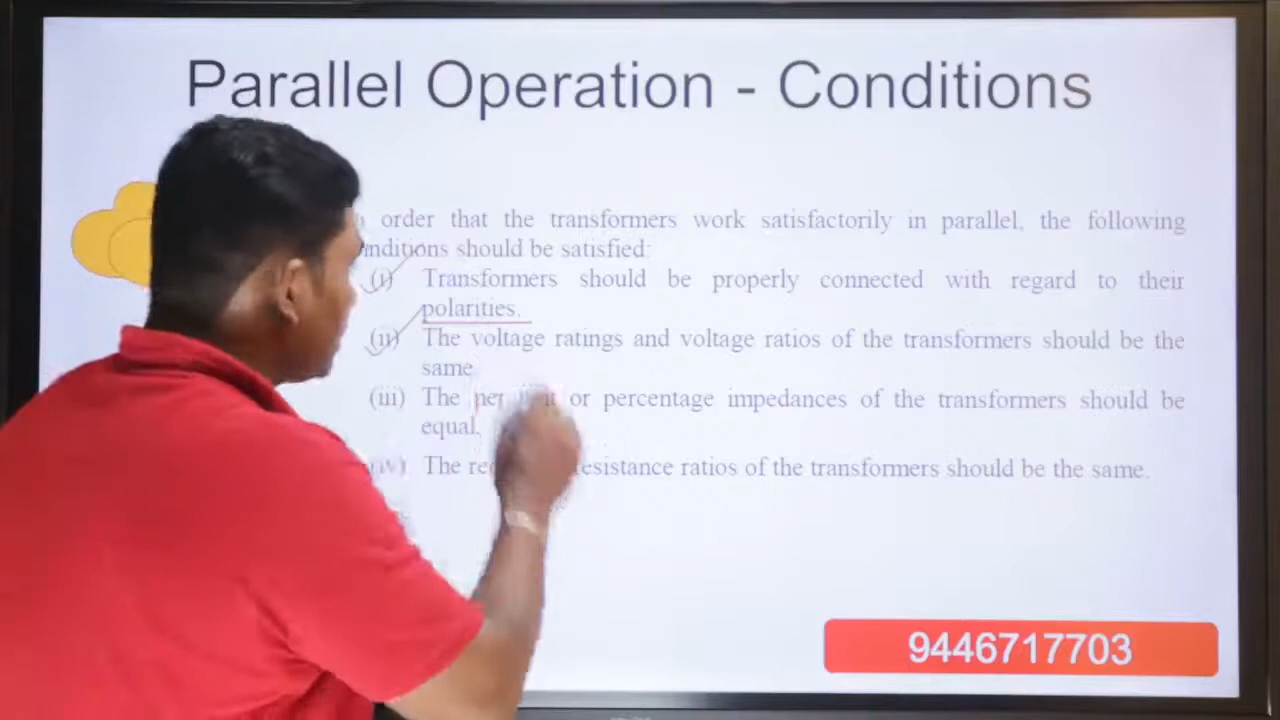 Parallel Operation - Conditions
order that the transformers work satisfactorily in parallel, the following
nditions should be satisfied:
(i) Transformers should be properly connected with regard to their
polarities.
(ii) The voltage ratings and voltage ratios of the transformers should be the
same
(iii) The per or percentage impedances of the transformers should be
equal.
(iv) The resistance ratios of the transformers should be the same.
9446717703